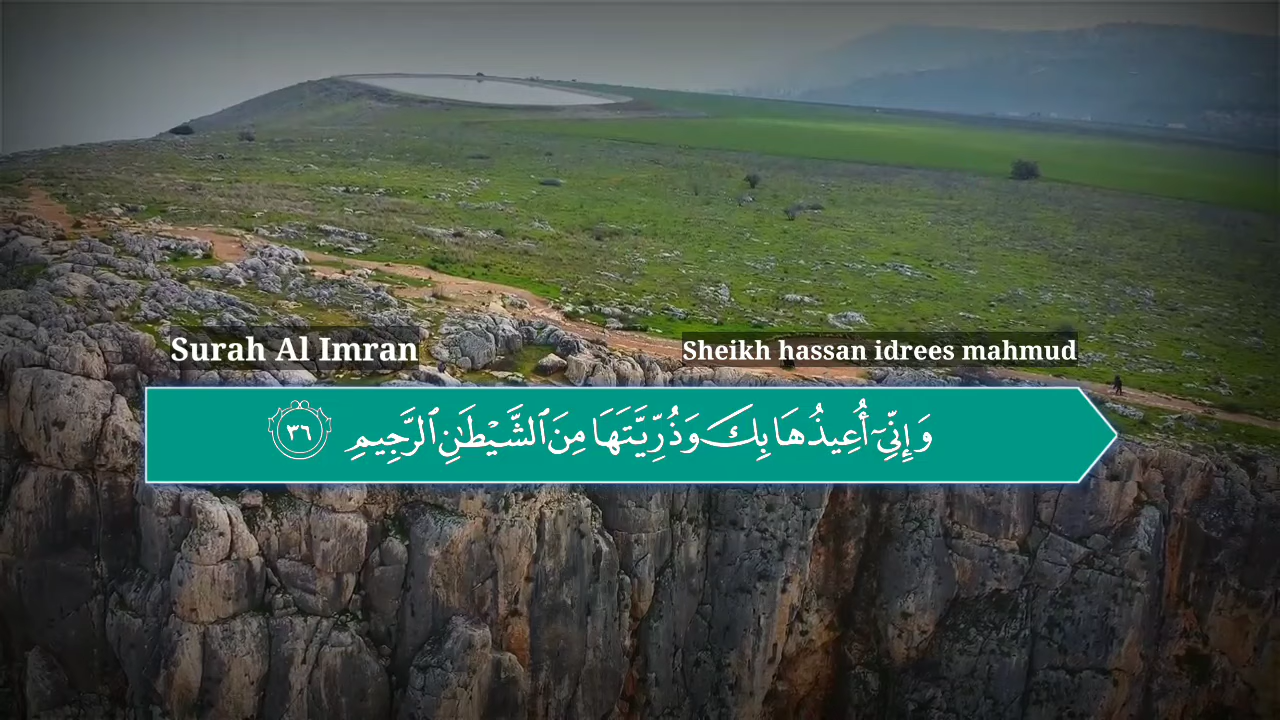 Surah Al Imran
Sheikh hassan idrees mahmud
وَإِنِّيٓ أُعِيذُهَا بِكَ وَذُرِّيَّتَهَا مِنَ ٱلشَّيْطَٰنِ ٱلرَّجِيمِ ٣٦